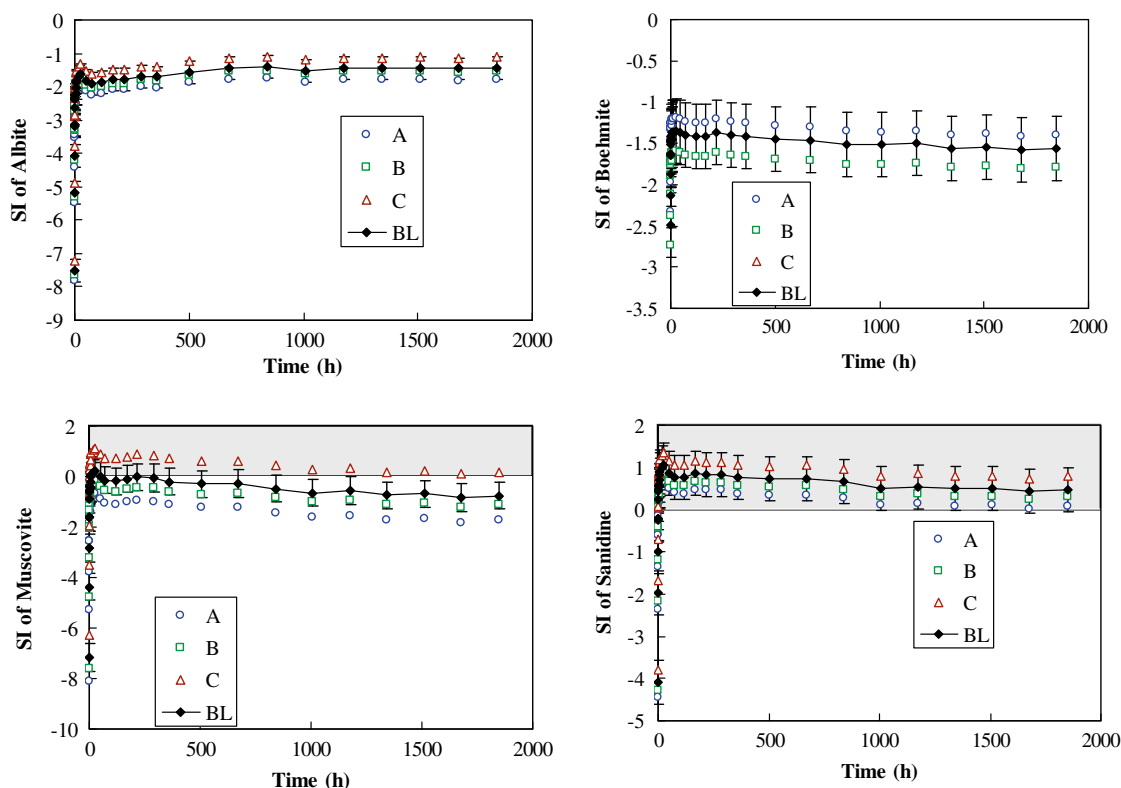 0
-1
-2
-3
-4
-5
-6
-7
-8
-9
SI of Albite
A
B
C
BL
0 500 1000 1500 2000
Time (h)
0
-0.5
-1
-1.5
-2
-2.5
-3
-3.5
SI of Boehmite
A
B
C
BL
0 500 1000 1500 2000
Time (h)
2
0
-2
-4
-6
-8
-10
SI of Muscovite
A
B
C
BL
0 500 1000 1500 2000
Time (h)
2
1
0
-1
-2
-3
-4
-5
SI of Sanidine
A
B
C
BL
0 500 1000 1500 2000
Time (h)